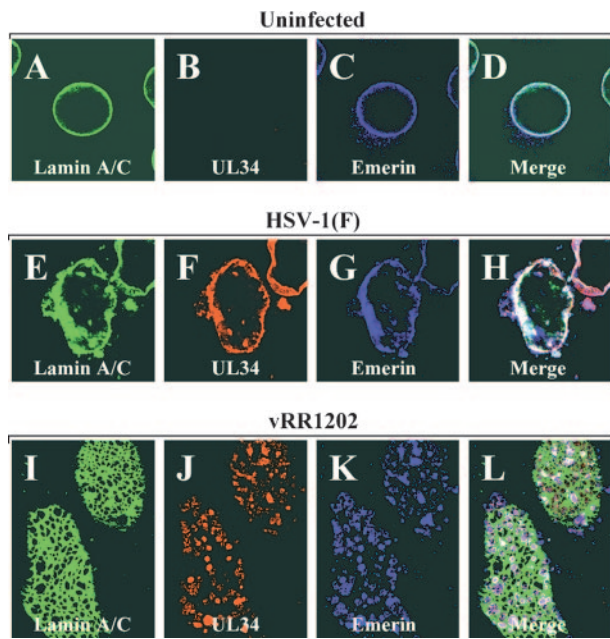 Uninfected
A B C D
Lamin A/C UL34 Emerin Merge
HSV-1(F)
E F G H
Lamin A/C UL34 Emerin Merge
vRR1202
I J K L
Lamin A/C UL34 Emerin Merge